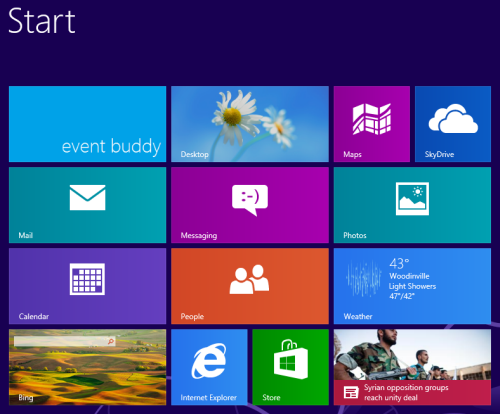 Start
event buddy
Desktop
Maps
SkyDrive
Mail
:-)
Messaging
Photos
Calendar
People
43°
Woodinville
Light Showers
47°/42°
Weather
Bing
Internet Explorer
Store
Syrian opposition groups
reach unity deal